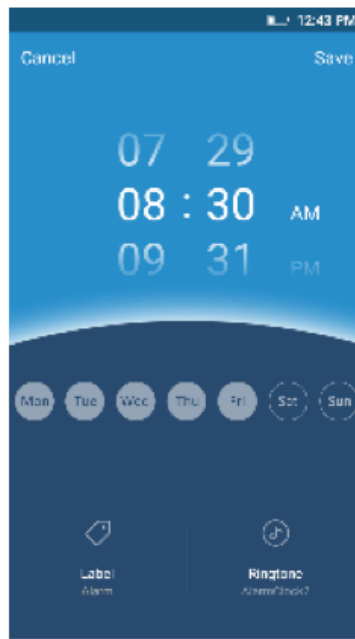 12:43 PM
Cancel Save
07 29
08 : 30 AM
09 31 PM
Mon Tue Wed Thu Fri Sat Sun
Label Ringtone
Alarm AlarmClock2